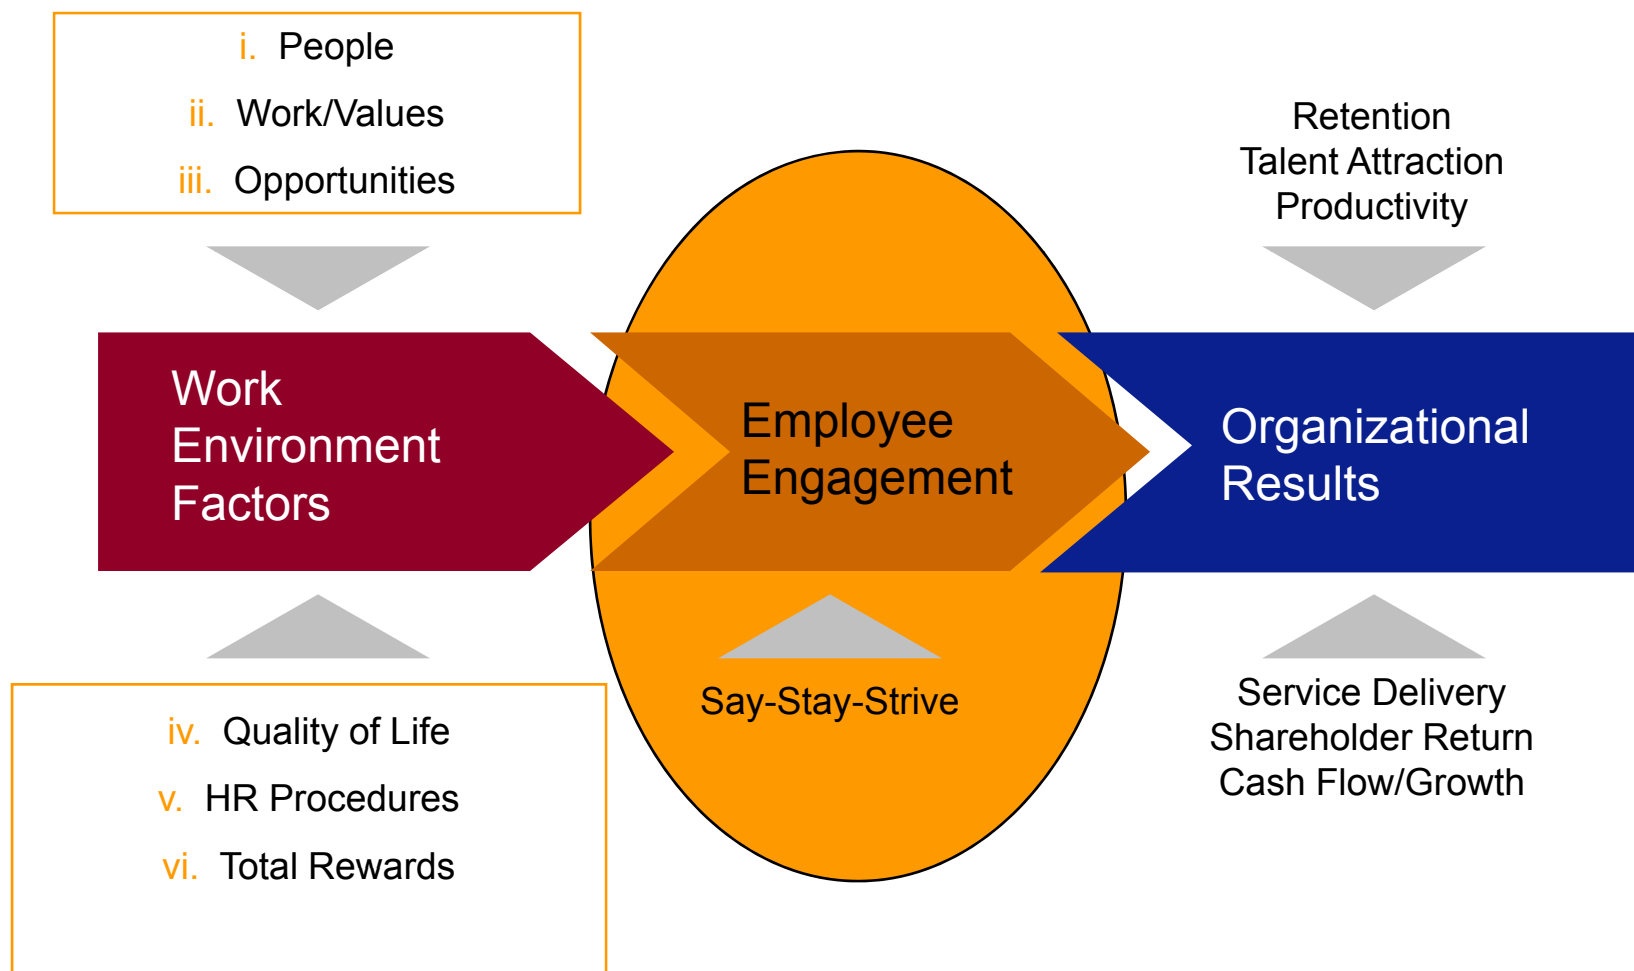 i. People
ii. Work/Values
iii. Opportunities
Retention
Talent Attraction
Productivity
Work
Environment
Factors
Employee
Engagement
Organizational
Results
iv. Quality of Life
v. HR Procedures
vi. Total Rewards
Say-Stay-Strive
Service Delivery
Shareholder Return
Cash Flow/Growth